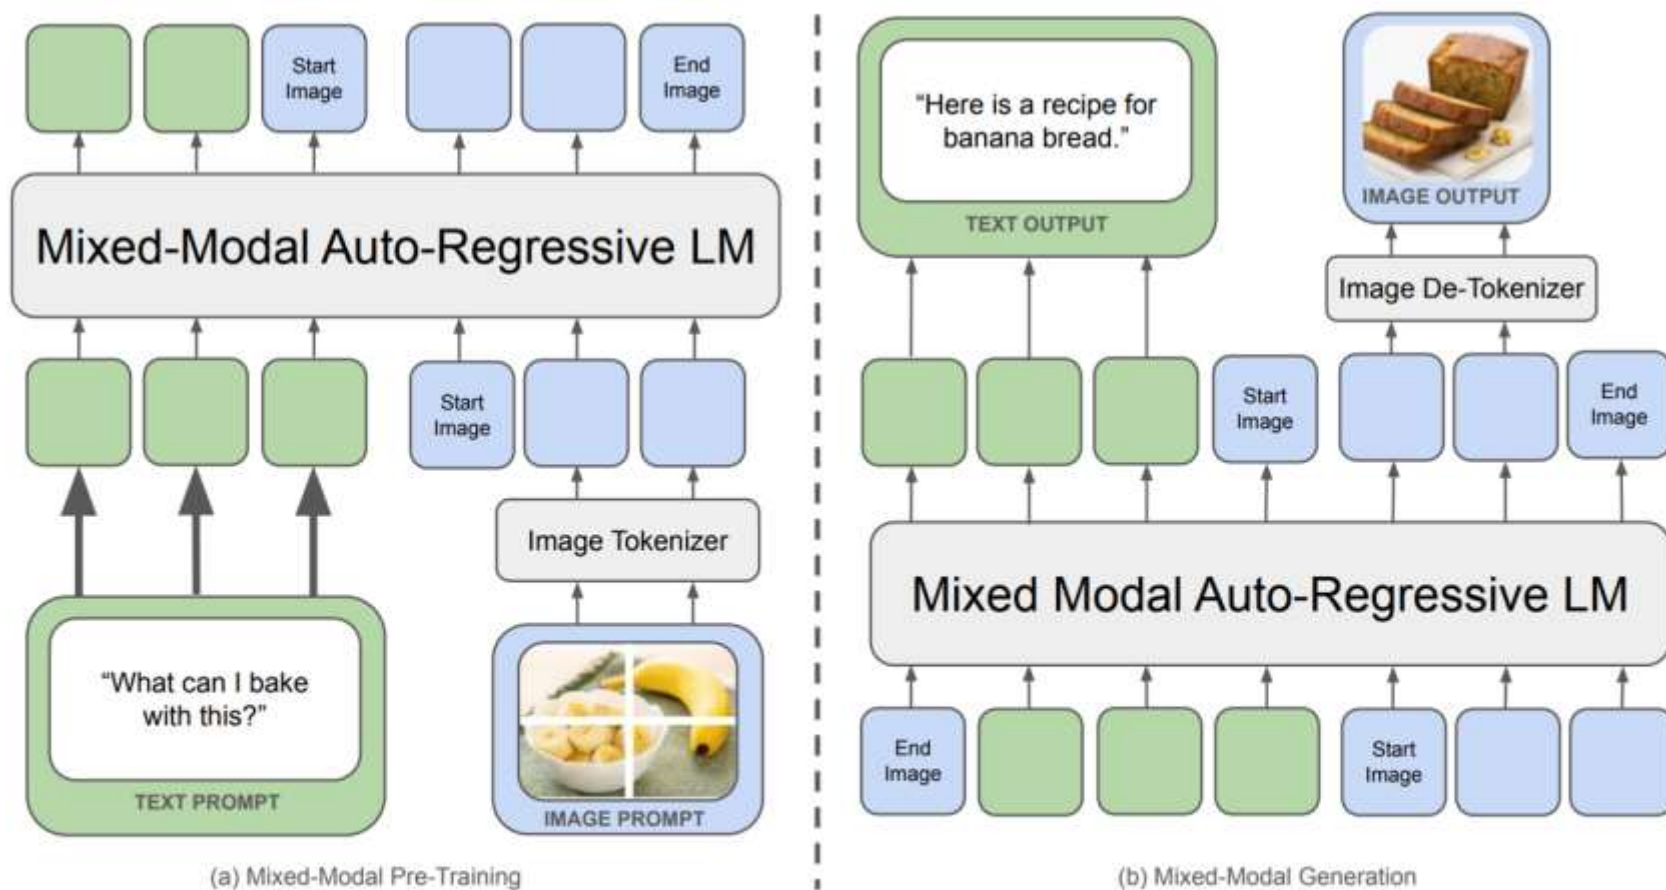 Start
Image
End
Image
Mixed-Modal Auto-Regressive LM
Start
Image
Image Tokenizer
“What can I bake
with this?”
TEXT PROMPT
IMAGE PROMPT
(a) Mixed-Modal Pre-Training
“Here is a recipe for
banana bread.”
TEXT OUTPUT
IMAGE OUTPUT
Image De-Tokenizer
Start
Image
End
Image
Mixed Modal Auto-Regressive LM
End
Image
Start
Image
(b) Mixed-Modal Generation